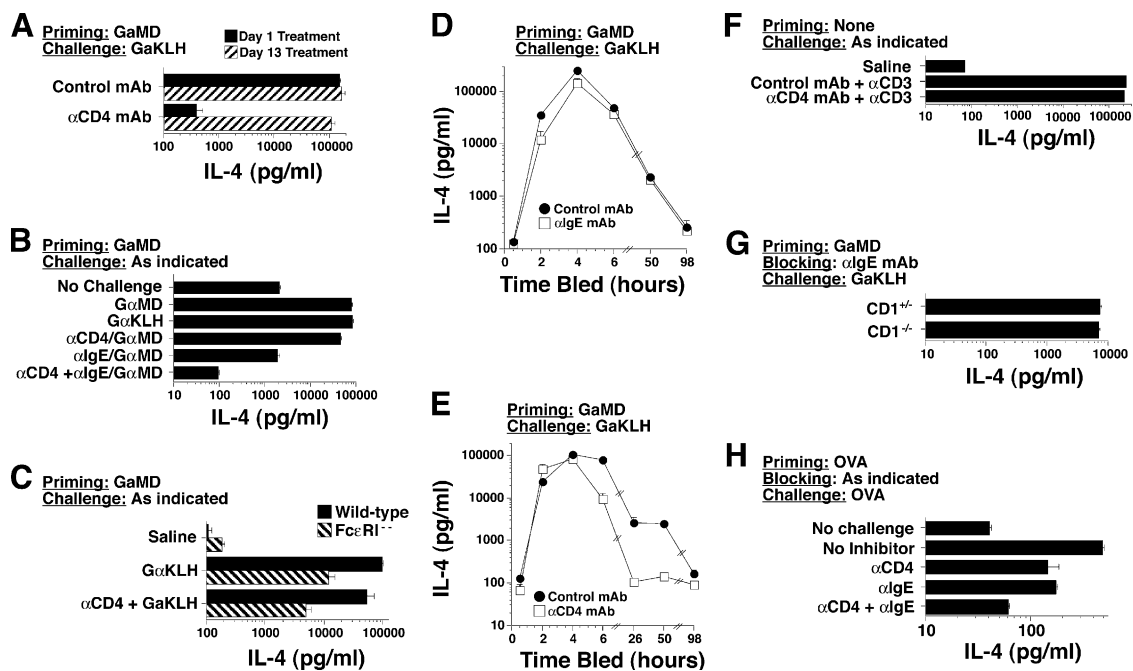 A
Priming: GaMD
Challenge: GaKLH
Day 1 Treatment
Day 13 Treatment
Control mAb
αCD4 mAb
100 1000 10000 100000
IL-4 (pg/ml)
B
Priming: GaMD
Challenge: As indicated
No Challenge
GαMD
GαKLH
αCD4/GαMD
αIgE/GαMD
αCD4 +αIgE/GαMD
10 100 1000 10000 100000
IL-4 (pg/ml)
C
Priming: GaMD
Challenge: As indicated
Wild-type
FcεRI--
Saline
GαKLH
αCD4 + GaKLH
100 1000 10000 100000
IL-4 (pg/ml)
D
Priming: GaMD
Challenge: GaKLH
100000
10000
1000
100
IL-4 (pg/ml)
Control mAb
αIgE mAb
0 2 4 6 50 98
Time Bled (hours)
E
Priming: GaMD
Challenge: GaKLH
100000
10000
1000
100
10
IL-4 (pg/ml)
Control mAb
αCD4 mAb
0 2 4 6 26 50 98
Time Bled (hours)
F
Priming: None
Challenge: As indicated
Saline
Control mAb + αCD3
αCD4 mAb + αCD3
10 100 1000 10000 100000
IL-4 (pg/ml)
G
Priming: GaMD
Blocking: αIgE mAb
Challenge: GaKLH
CD1+/-
CD1-/-
10 100 1000 10000
IL-4 (pg/ml)
H
Priming: OVA
Blocking: As indicated
Challenge: OVA
No challenge
No Inhibitor
αCD4
αIgE
αCD4 + αIgE
10 100
IL-4 (pg/ml)